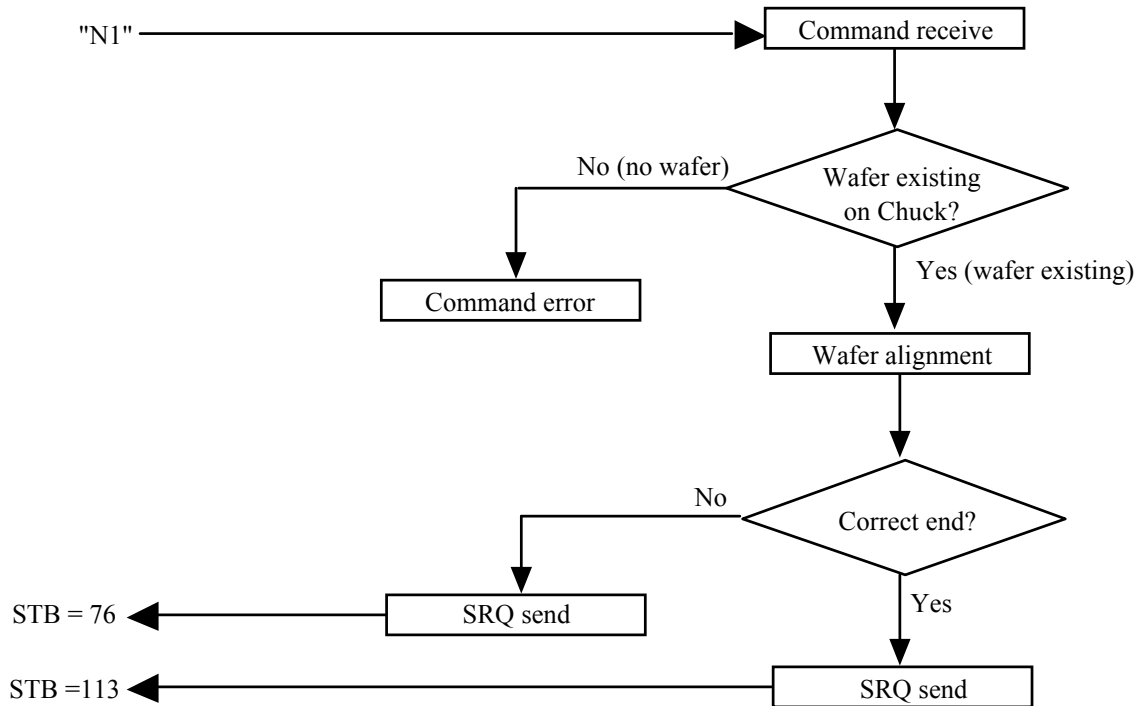 "N1"
Command receive
No (no wafer)
Wafer existing
on Chuck?
Yes (wafer existing)
Command error
Wafer alignment
No
Correct end?
Yes
STB = 76
SRQ send
STB =113
SRQ send